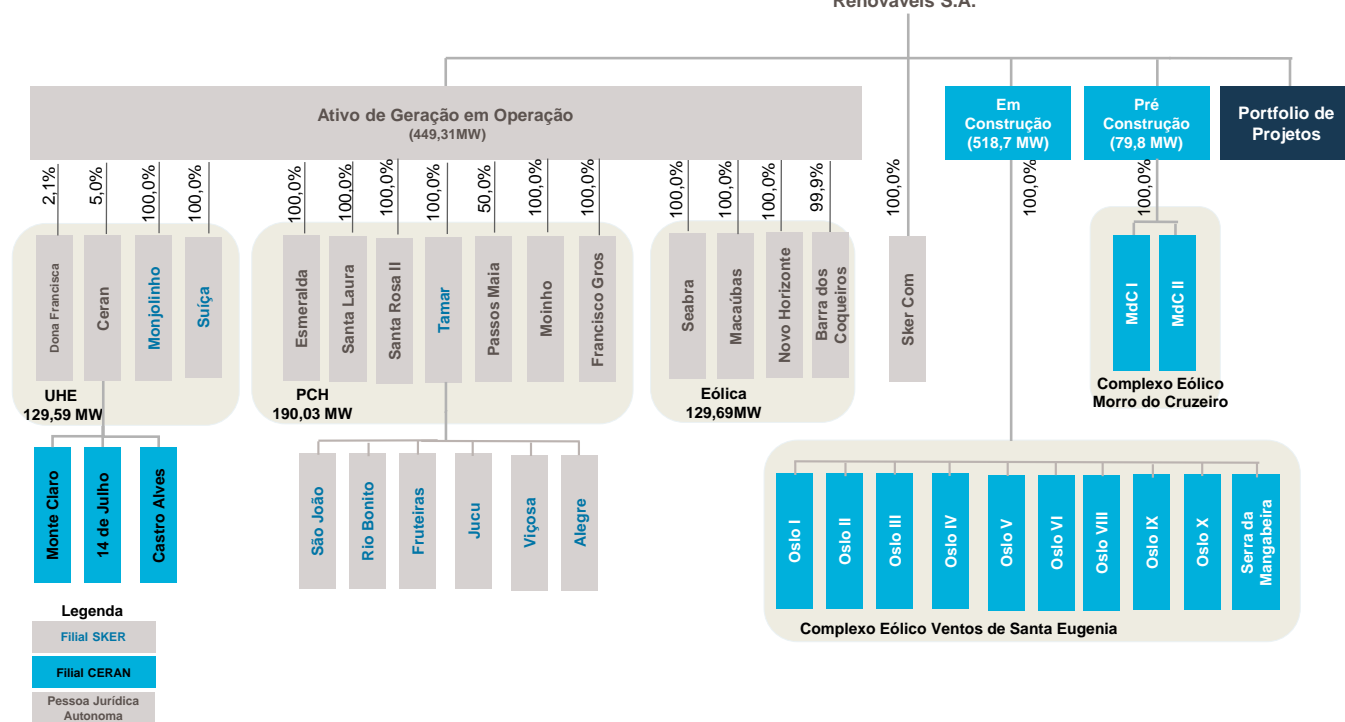 Renováveis S.A.
Ativo de Geração em Operação
(449,31MW)
Em
Construção
(518,7 MW)
Pré
Construção
(79,8 MW)
Portfolio de
Projetos
2,1%
5,0%
100,0%
100,0%
100,0%
100,0%
100,0%
100,0%
50,0%
100,0%
100,0%
100,0%
100,0%
100,0%
99,9%
100,0%
100,0%
100,0%
Dona Francisca
Ceran
Monjolinho
Suíça
Esmeralda
Santa Laura
Santa Rosa II
Tamar
Passos Maia
Moinho
Francisco Gros
Seabra
Macaúbas
Novo Horizonte
Barra dos
Coqueiros
Sker Com
MdC I
MdC II
UHE
129,59 MW
PCH
190,03 MW
Eólica
129,69MW
Complexo Eólico
Morro do Cruzeiro
Monte Claro
14 de Julho
Castro Alves
São João
Rio Bonito
Fruteiras
Jucu
Viçosa
Alegre
Oslo I
Oslo II
Oslo III
Oslo IV
Oslo V
Oslo VI
Oslo VIII
Oslo IX
Oslo X
Serra da
Mangabeira
Complexo Eólico Ventos de Santa Eugenia
Legenda
Filial SKER
Filial CERAN
Pessoa Jurídica
Autonoma